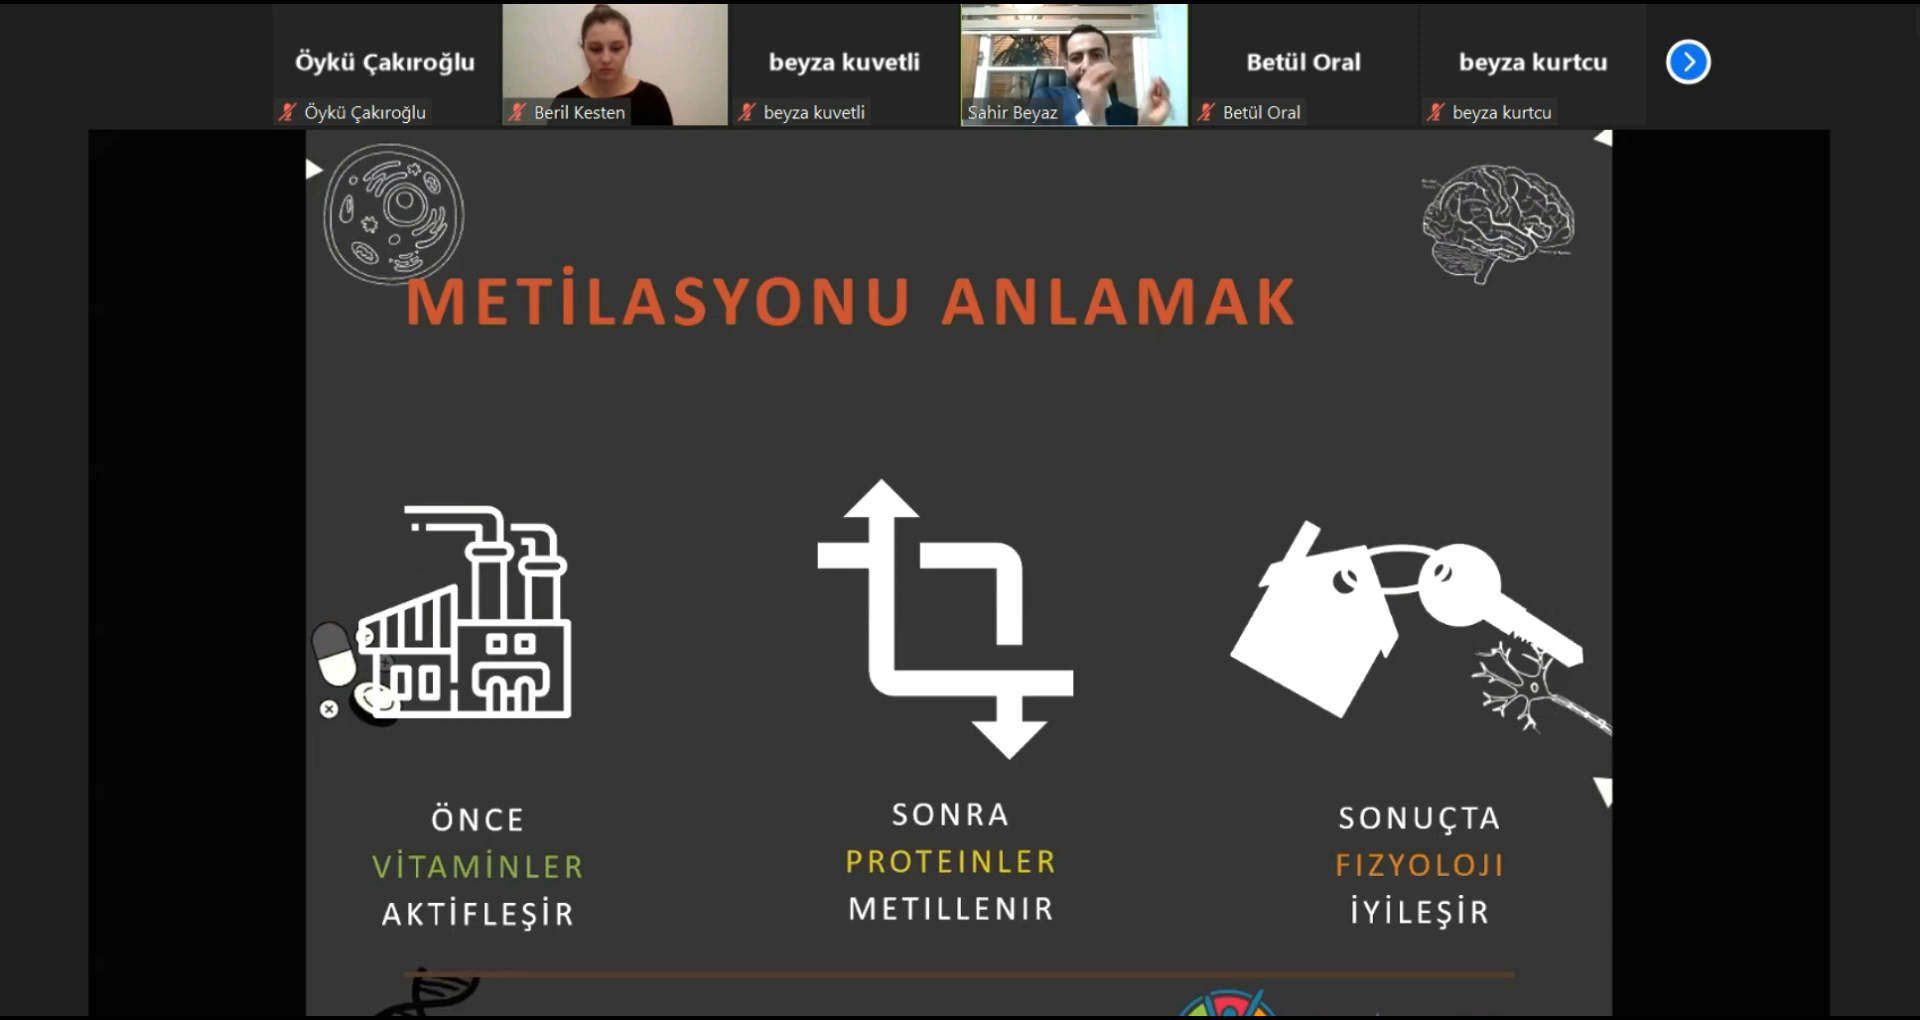 Öykü Çakıroğlu
beyza kuvetli
Betül Oral
beyza kurtcu
Öykü Çakıroğlu
Beril Kesten
beyza kuvetli
Sahir Beyaz
Betül Oral
beyza kurtcu
METİLASYONU ANLAMAK
ÖNCE
VİTAMİNLER
AKTİFLEŞİR
SONRA
PROTEINLER
METILLENIR
SONUÇTA
FIZYOLOJI
İYİLEŞİR